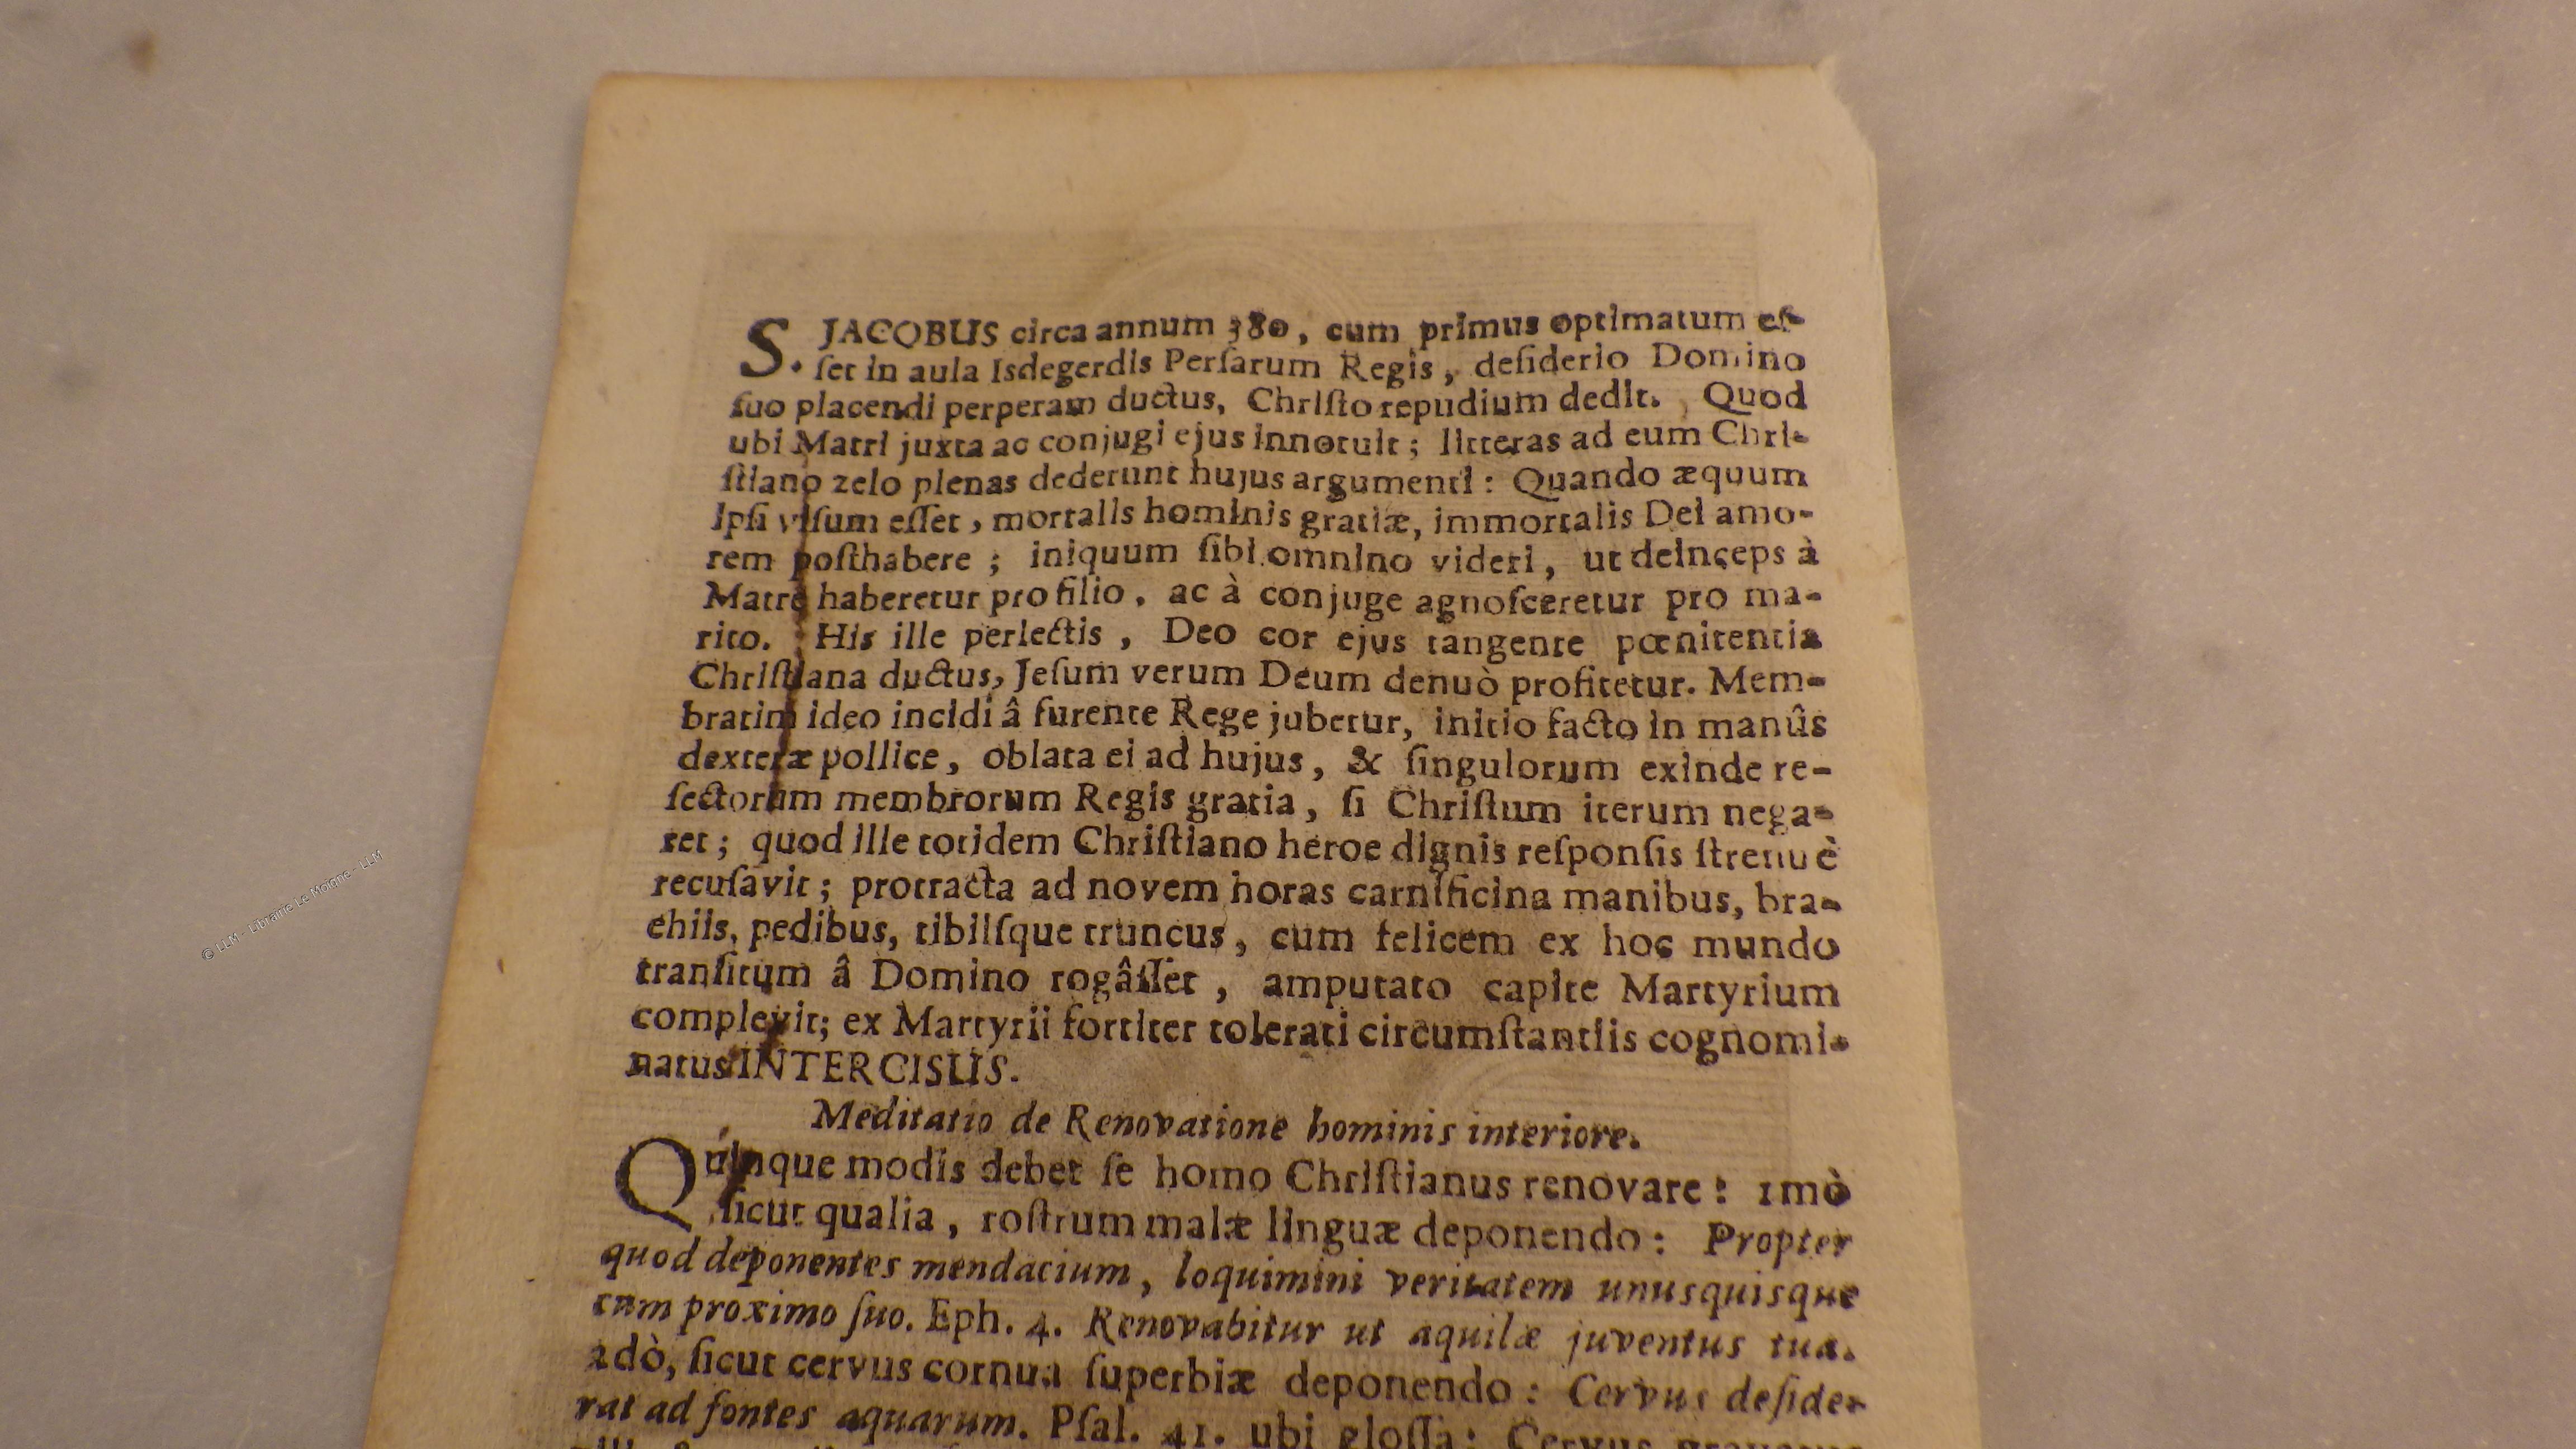 S. JACOBUS circa annum 380, cum primus optimatum eſ-
ſet in aula Isdegerdis Perſarum Regis, deſiderio Domino
ſuo placendi perperam ductus, Chriſto repudium dedit. Quod
ubi Matri juxta ac conjugi ejus innotuit; litteras ad eum Chri-
ſtiano zelo plenas dederunt hujus argumenti: Quando æquum
ipſi viſum eſſet, mortalis hominis gratiæ, immortalis Dei amo-
rem poſthabere; iniquum ſibi omnino videri, ut deinceps à
Matre haberetur pro filio, ac à conjuge agnoſceretur pro ma-
rito. His ille perlectis, Deo cor ejus tangente pœnitentia
Chriſtiana ductus, Jeſum verum Deum denuò profitetur. Mem-
bratim ideo incidi â furente Rege jubetur, initio facto in manûs
dexteræ pollice, oblata ei ad hujus, & ſingulorum exinde re-
ſectorum membrorum Regis gratia, ſi Chriſtum iterum nega-
ret; quod ille totidem Chriſtiano heroe dignis reſponſis ſtrenuè
recuſavit; protracta ad novem horas carnificina manibus, bra-
chiis, pedibus, tibiiſque truncus, cum felicem ex hoc mundo
tranſitum â Domino rogâſſet, amputato capite Martyrium
complevit; ex Martyrii fortiter tolerati circumſtantiis cognomi-
natus INTERCISUS.
Meditatio de Renovatione hominis interiore.
Quinque modis debet ſe homo Chriſtianus renovare: 1mò
ſicut qualia, roſtrum malæ linguæ deponendo: Propter
quod deponentes mendacium, loquimini veritatem unusquisque
cum proximo ſuo. Eph. 4. Renovabitur ut aquilæ juventus tua.
2dò, ſicut cervus cornua ſuperbiæ deponendo: Cervus deſide-
rat ad fontes aquarum. Pſal. 41. ubi gloſſa: Cervus
© LLM - Librairie Le Moigne - LLM